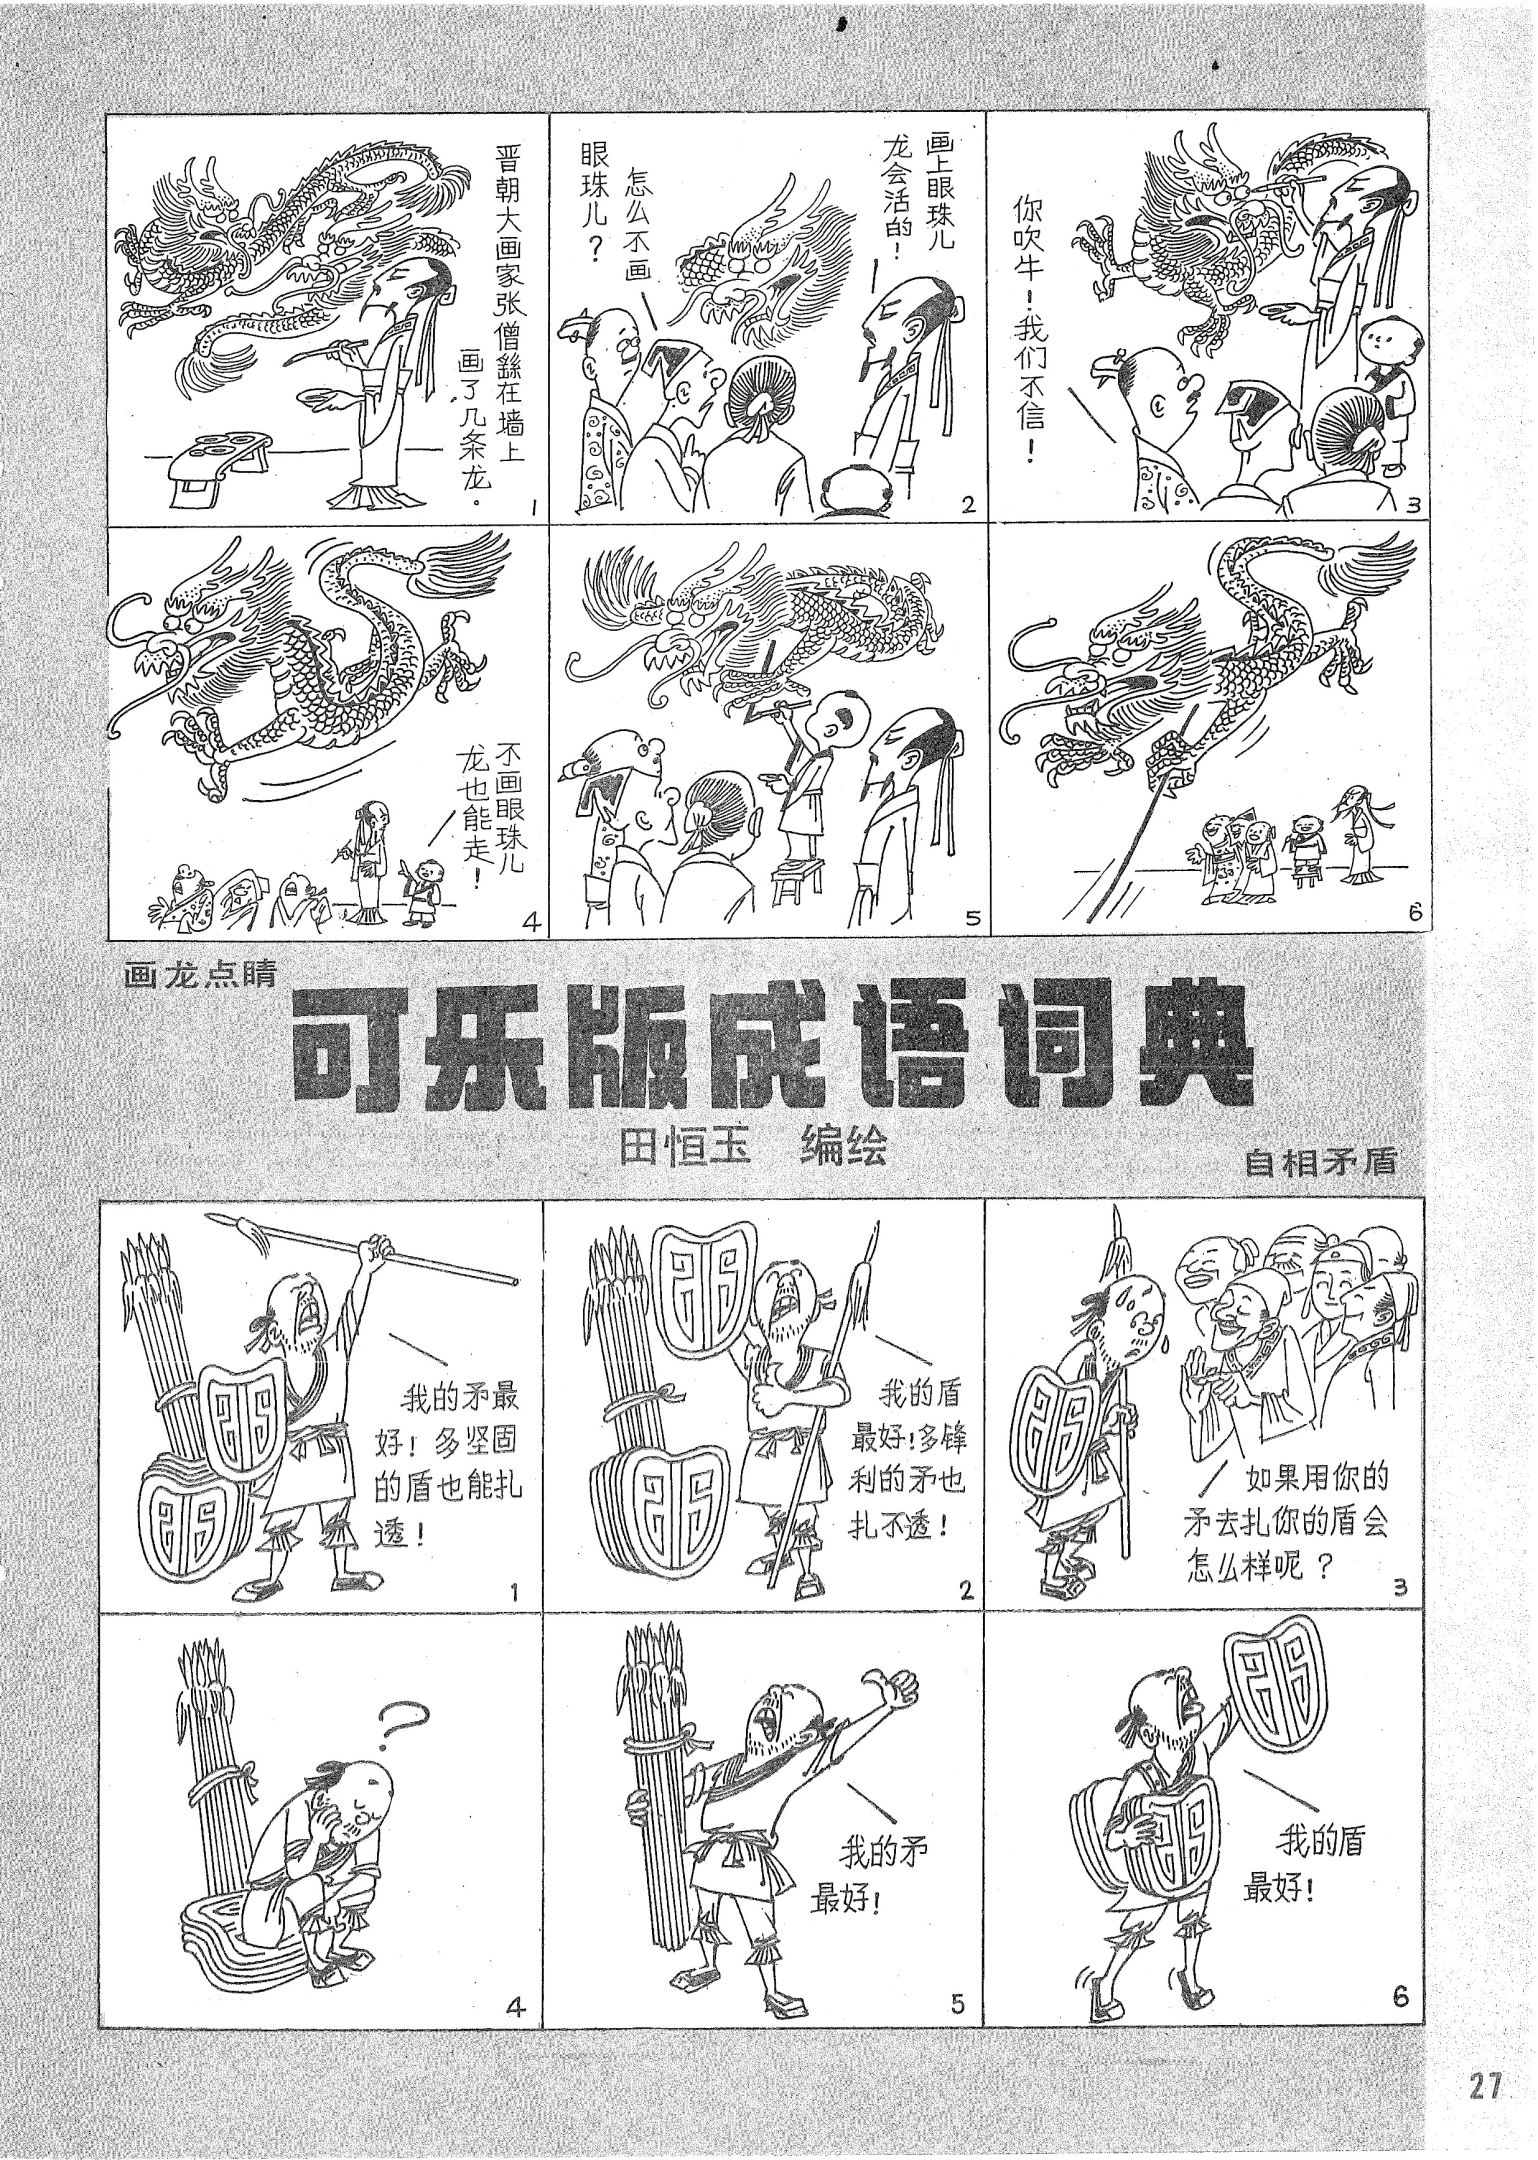 晋朝大画家张僧繇在墙上
画了几条龙。
1
怎么不画
眼珠儿？
画上眼珠儿
龙会活的！
2
你吹牛！我们不信！
3
不画眼珠儿
龙也能走！
4
5
6
画龙点睛
可乐版成语词典
田恒玉 编绘
自相矛盾
我的矛最
好！多坚固
的盾也能扎
透！
1
我的盾
最好！多锋
利的矛也
扎不透！
2
如果用你的
矛去扎你的盾会
怎么样呢？
3
?
4
我的矛
最好！
5
我的盾
最好！
6
27